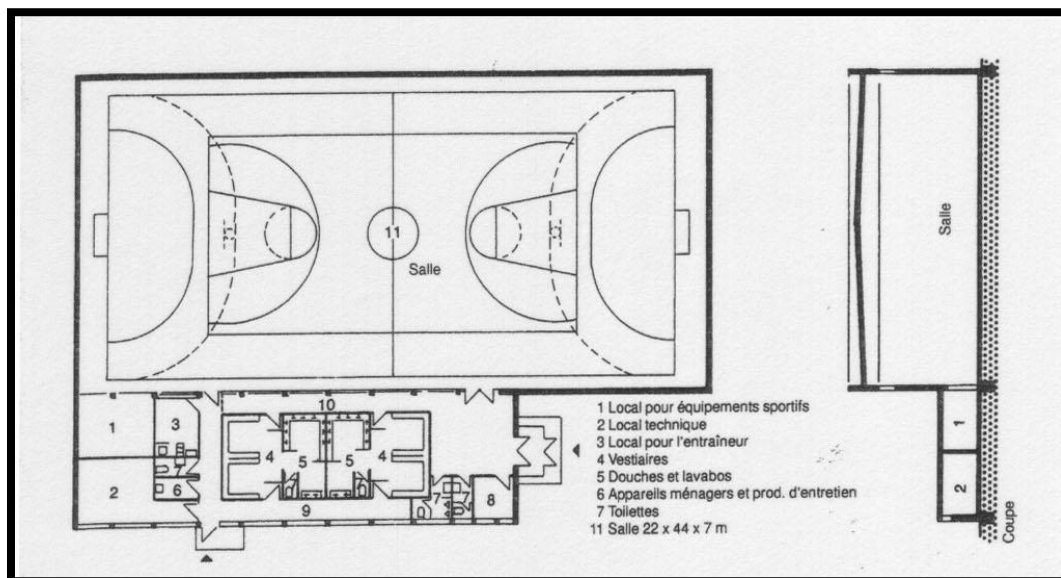 11
Salle
10
1
3
4
5
5
4
7
2
6
7
7
8
9
1 Local pour équipements sportifs
2 Local technique
3 Local pour l'entraîneur
4 Vestiaires
5 Douches et lavabos
6 Appareils ménagers et prod. d'entretien
7 Toilettes
11 Salle 22 x 44 x 7 m
Salle
1
2
Coupe